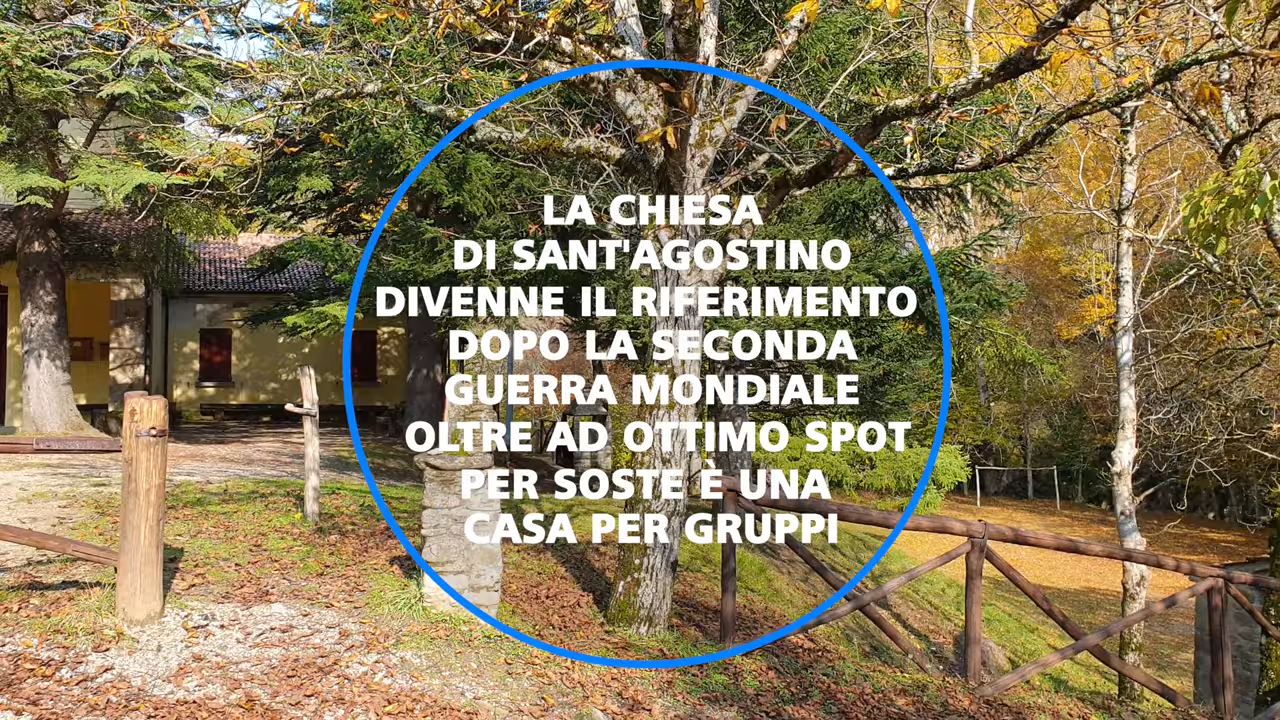 LA CHIESA
DI SANT'AGOSTINO
DIVENNE IL RIFERIMENTO
DOPO LA SECONDA
GUERRA MONDIALE
OLTRE AD OTTIMO SPOT
PER SOSTE È UNA
CASA PER GRUPPI